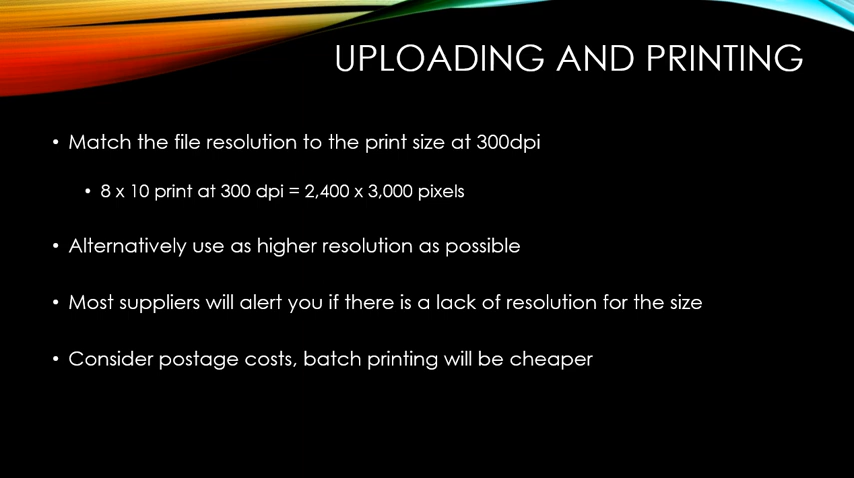 UPLOADING AND PRINTING
• Match the file resolution to the print size at 300dpi
• 8 x 10 print at 300 dpi = 2,400 x 3,000 pixels
• Alternatively use as higher resolution as possible
• Most suppliers will alert you if there is a lack of resolution for the size
• Consider postage costs, batch printing will be cheaper